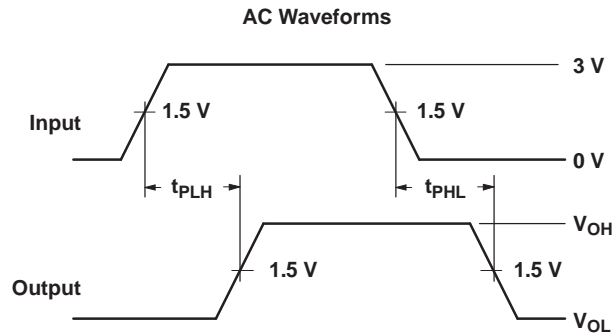 AC Waveforms
3 V
Input
1.5 V
1.5 V
0 V
tPLH
tPHL
VOH
Output
1.5 V
1.5 V
VOL